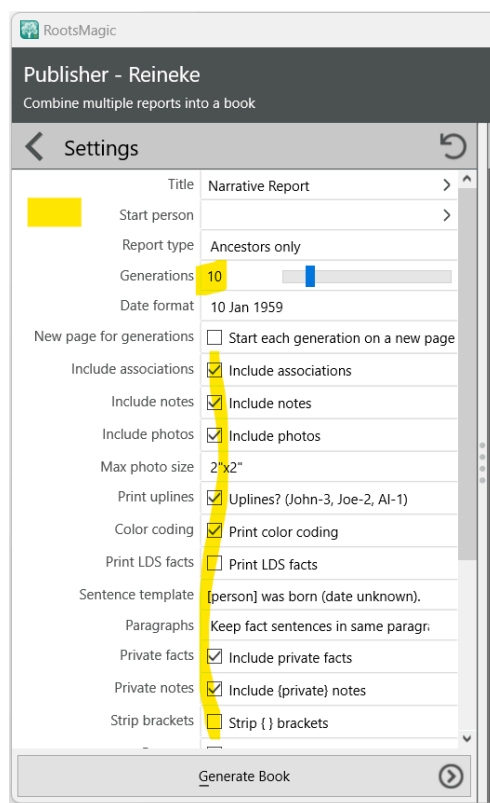 RootsMagic
Publisher - Reineke
Combine multiple reports into a book
Settings
Title Narrative Report
Start person
Report type Ancestors only
Generations 10
Date format 10 Jan 1959
New page for generations Start each generation on a new page
Include associations Include associations
Include notes Include notes
Include photos Include photos
Max photo size 2"x2"
Print uplines Uplines? (John-3, Joe-2, Al-1)
Color coding Print color coding
Print LDS facts Print LDS facts
Sentence template [person] was born (date unknown).
Paragraphs Keep fact sentences in same paragr
Private facts Include private facts
Private notes Include {private} notes
Strip brackets Strip { } brackets
Generate Book